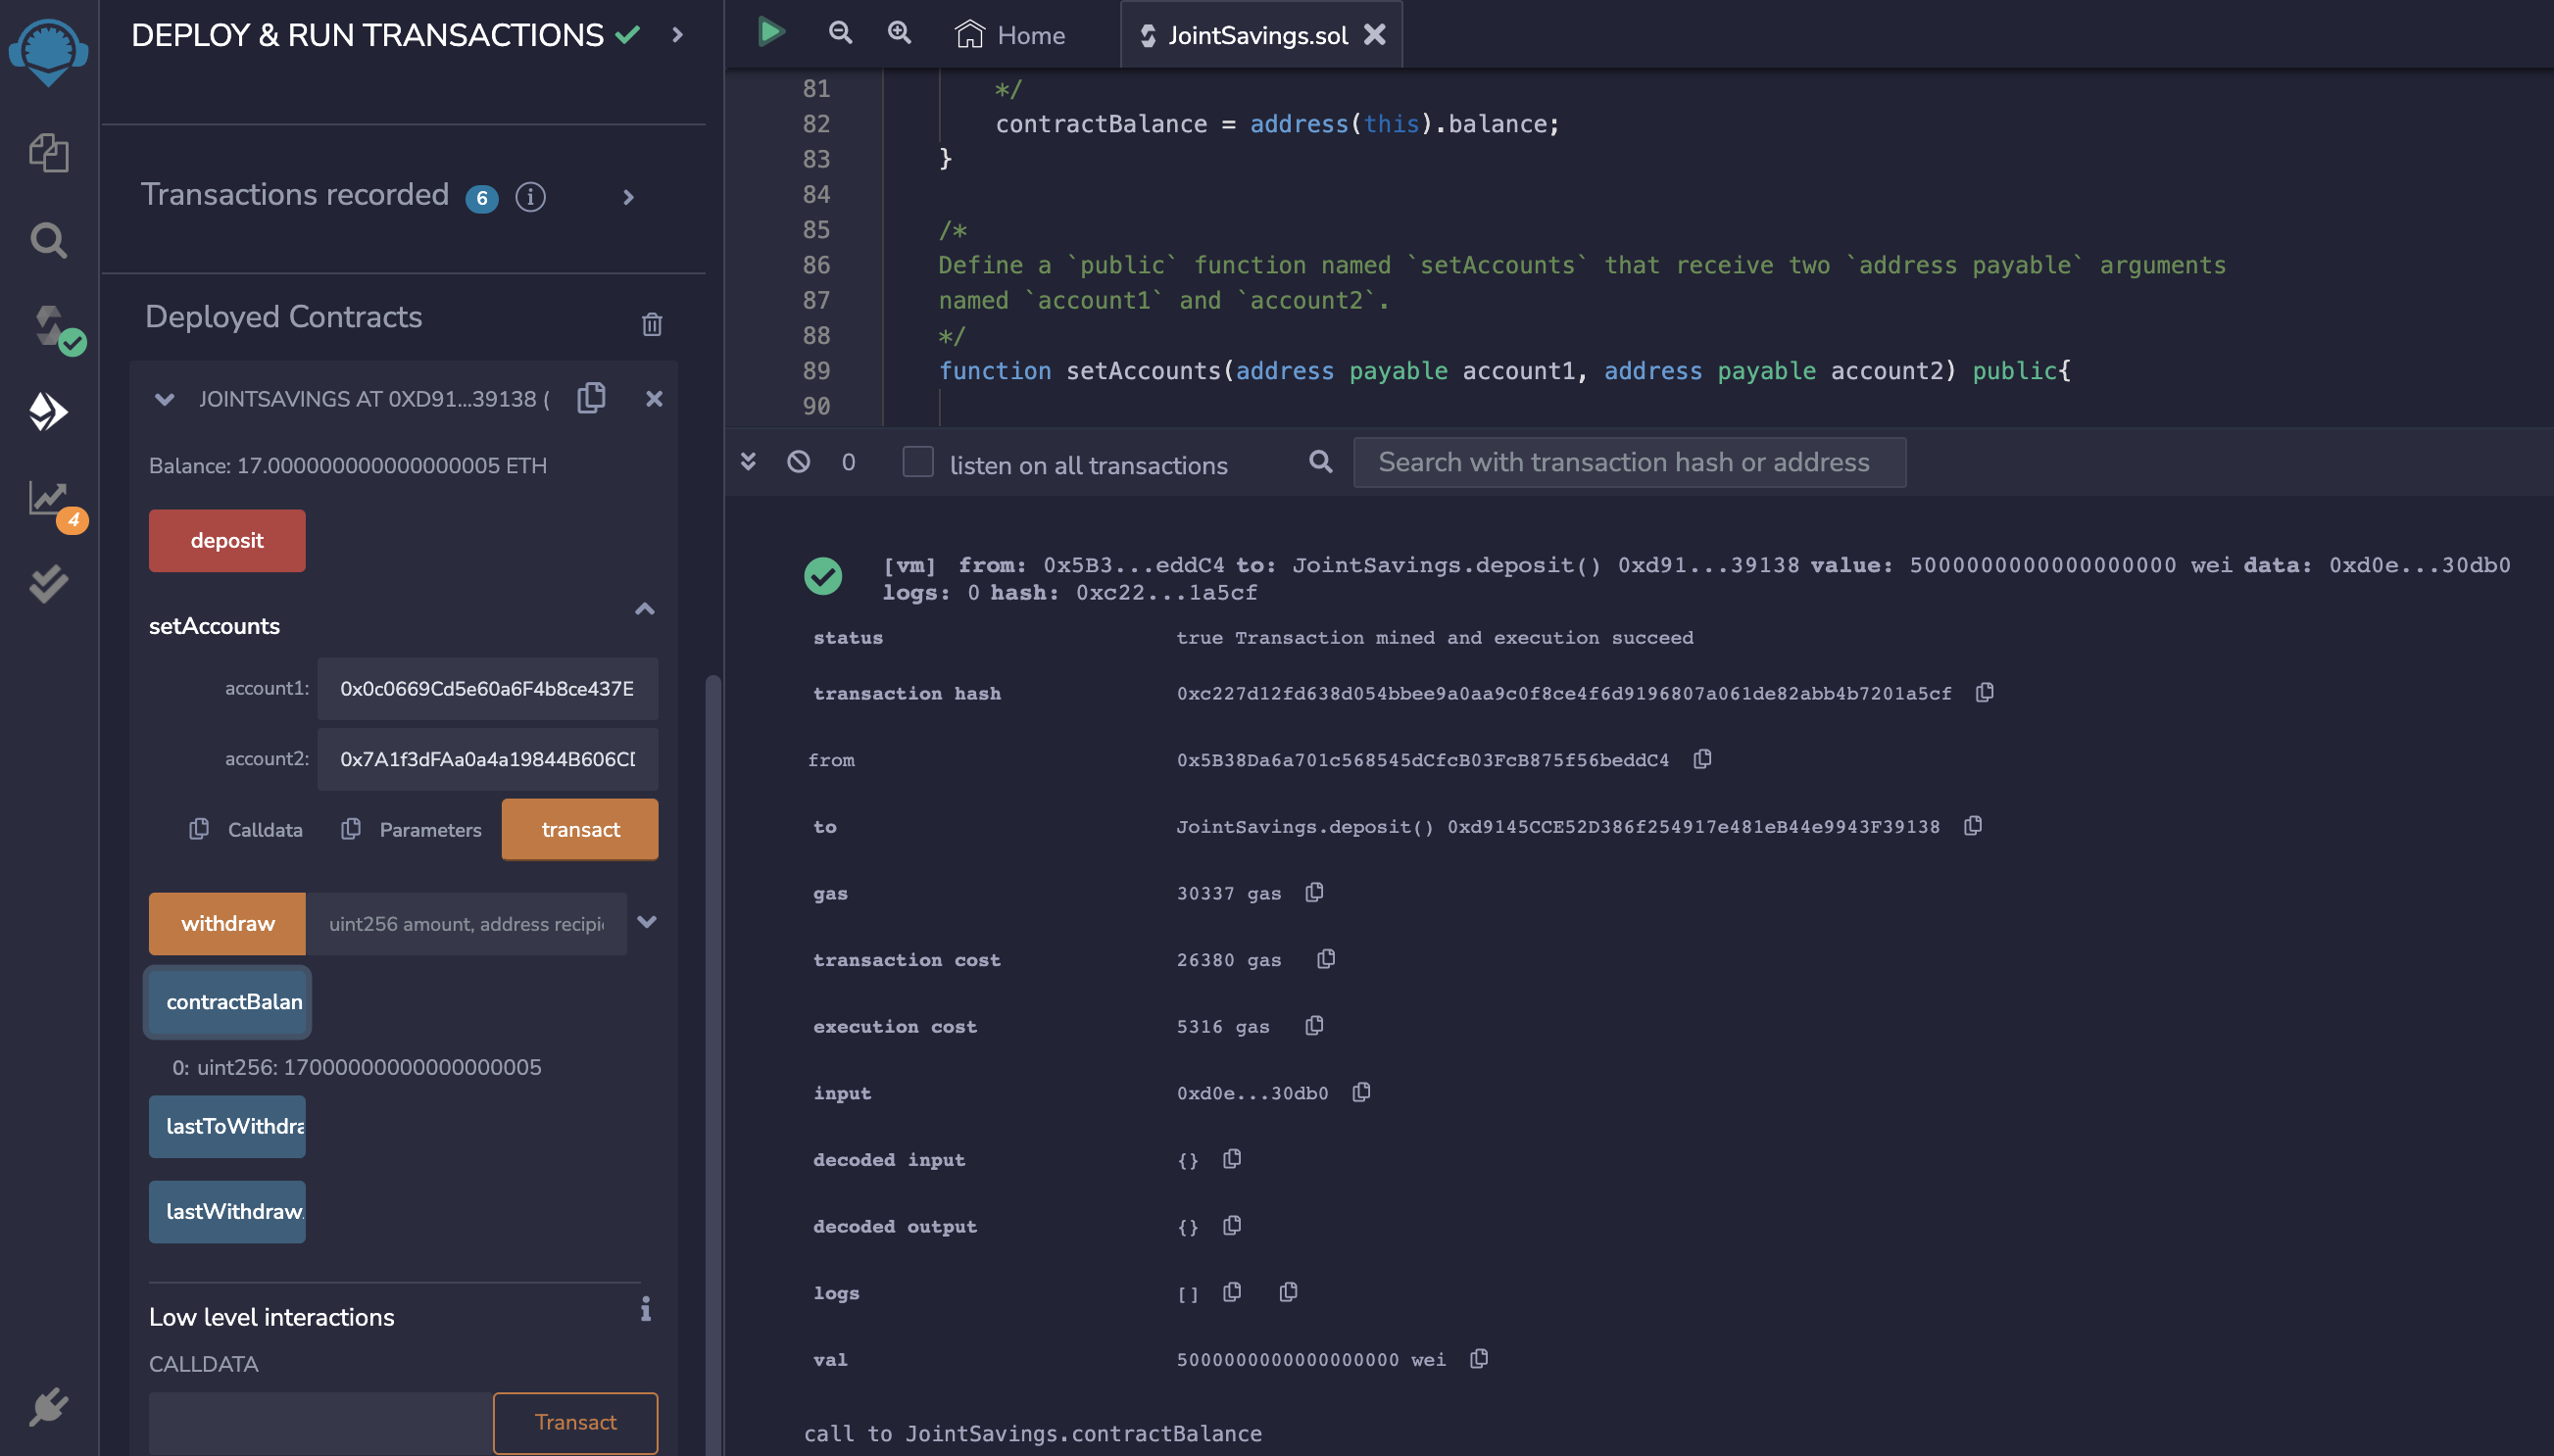 DEPLOY & RUN TRANSACTIONS
Transactions recorded 6
Deployed Contracts
JOINTSAVINGS AT 0XD91...39138 (
Balance: 17.000000000000000005 ETH
deposit
setAccounts
account1: 0x0c0669Cd5e60a6F4b8ce437E
account2: 0x7A1f3dFAa0a4a19844B606CD
Calldata Parameters transact
withdraw uint256 amount, address recipie
contractBalan
0: uint256: 17000000000000000005
lastToWithdra
lastWithdraw
Low level interactions
CALLDATA
Transact
4
Home JointSavings.sol
81 */
82 contractBalance = address(this).balance;
83 }
84
85 /*
86 Define a `public` function named `setAccounts` that receive two `address payable` arguments
87 named `account1` and `account2`.
88 */
89 function setAccounts(address payable account1, address payable account2) public{
90
0 listen on all transactions Search with transaction hash or address
[vm] from: 0x5B3...eddC4 to: JointSavings.deposit() 0xd91...39138 value: 5000000000000000000 wei data: 0xd0e...30db0
logs: 0 hash: 0xc22...1a5cf
status true Transaction mined and execution succeed
transaction hash 0xc227d12fd638d054bbee9a0aa9c0f8ce4f6d9196807a061de82abb4b7201a5cf
from 0x5B38Da6a701c568545dCfcB03FcB875f56beddC4
to JointSavings.deposit() 0xd9145CCE52D386f254917e481eB44e9943F39138
gas 30337 gas
transaction cost 26380 gas
execution cost 5316 gas
input 0xd0e...30db0
decoded input {}
decoded output {}
logs []
val 5000000000000000000 wei
call to JointSavings.contractBalance